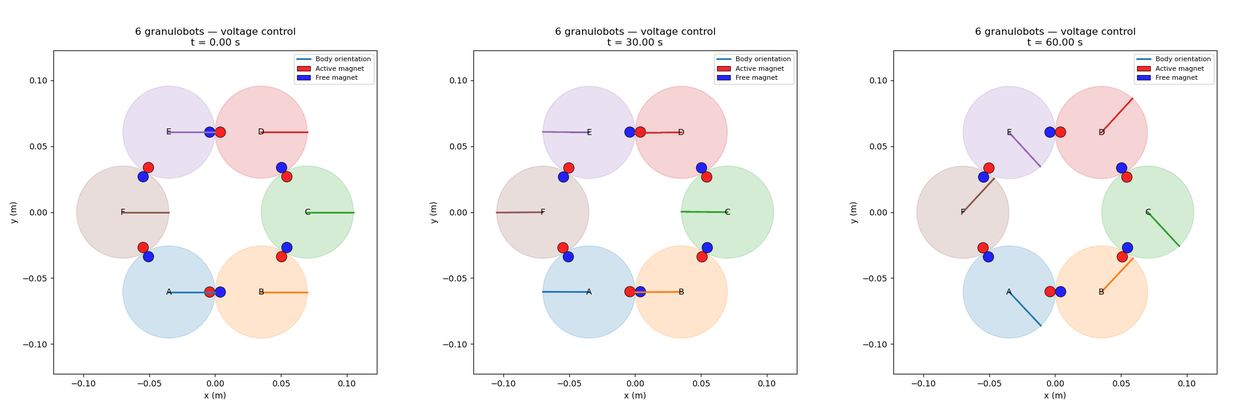 6 granulobots — voltage control
t = 0.00 s
Body orientation
Active magnet
Free magnet
0.10
0.05
0.00
−0.05
−0.10
y (m)
E
D
F
C
A
B
−0.10
−0.05
0.00
0.05
0.10
x (m)
6 granulobots — voltage control
t = 30.00 s
Body orientation
Active magnet
Free magnet
0.10
0.05
0.00
−0.05
−0.10
y (m)
E
D
F
C
A
B
−0.10
−0.05
0.00
0.05
0.10
x (m)
6 granulobots — voltage control
t = 60.00 s
Body orientation
Active magnet
Free magnet
0.10
0.05
0.00
−0.05
−0.10
y (m)
E
D
F
C
A
B
−0.10
−0.05
0.00
0.05
0.10
x (m)